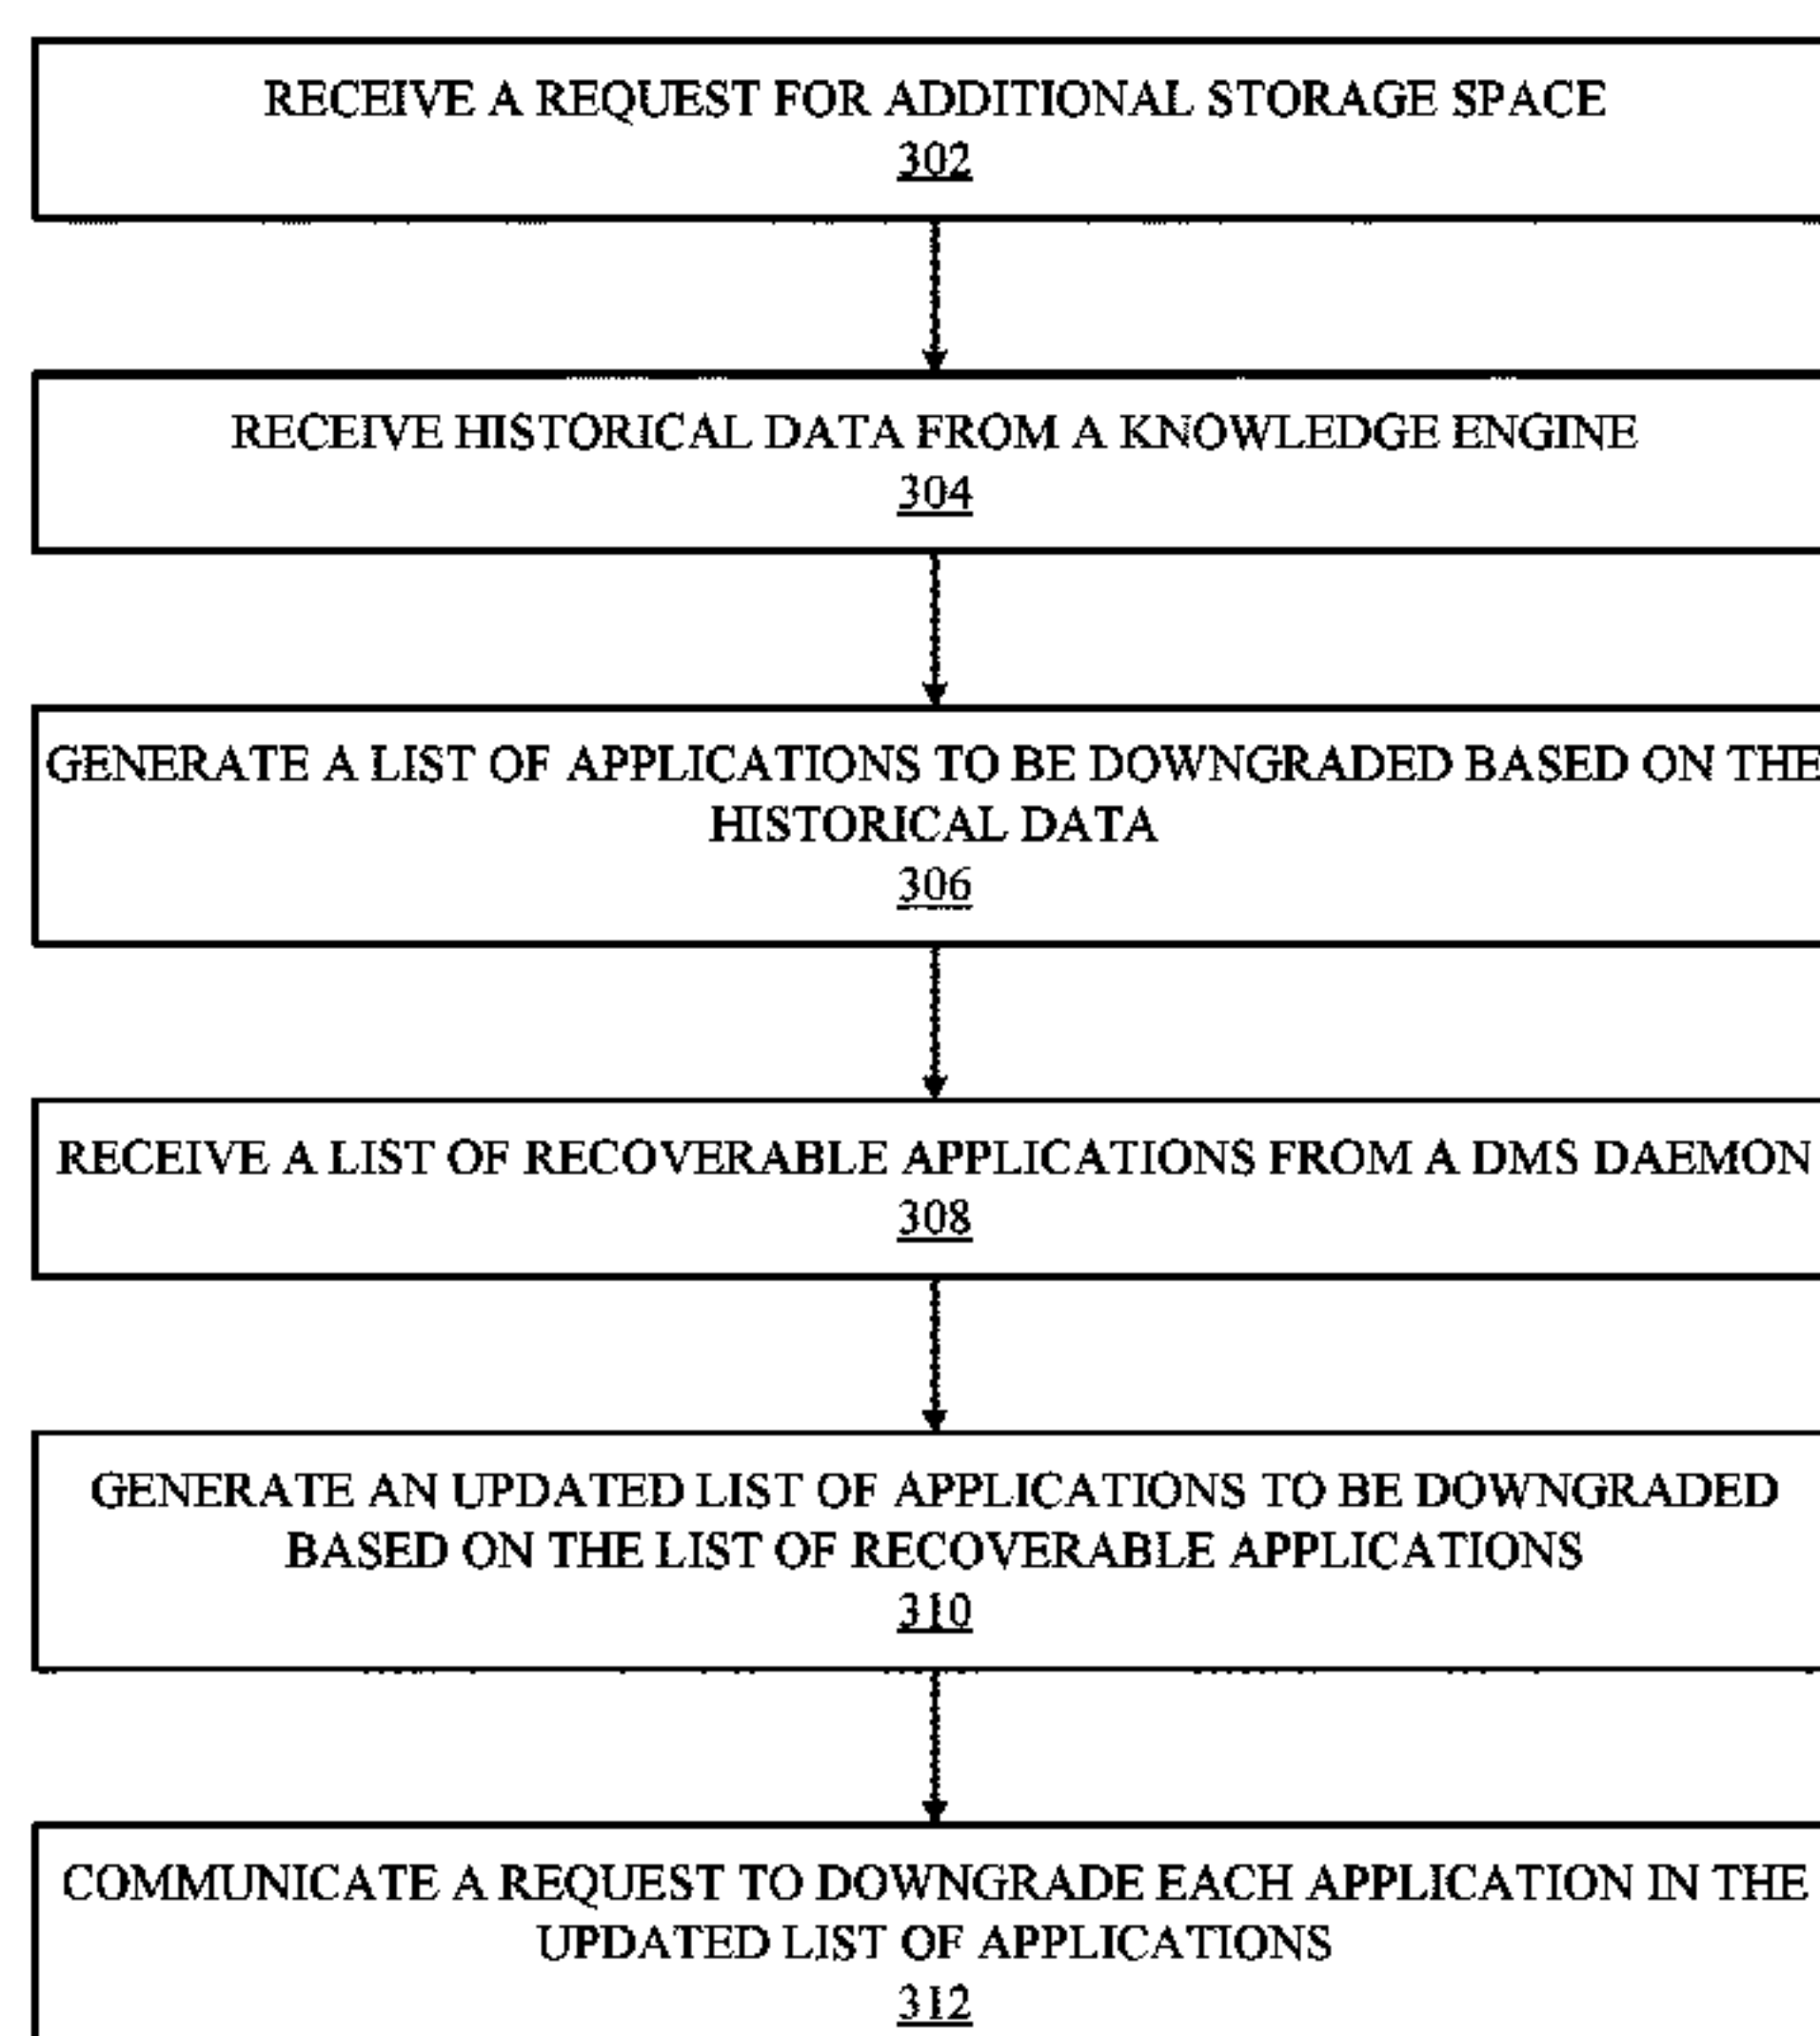 RECEIVE A REQUEST FOR ADDITIONAL STORAGE SPACE
302
RECEIVE HISTORICAL DATA FROM A KNOWLEDGE ENGINE
304
GENERATE A LIST OF APPLICATIONS TO BE DOWNGRADED BASED ON THE
HISTORICAL DATA
306
RECEIVE A LIST OF RECOVERABLE APPLICATIONS FROM A DMS DAEMON
308
GENERATE AN UPDATED LIST OF APPLICATIONS TO BE DOWNGRADED
BASED ON THE LIST OF RECOVERABLE APPLICATIONS
310
COMMUNICATE A REQUEST TO DOWNGRADE EACH APPLICATION IN THE
UPDATED LIST OF APPLICATIONS
312